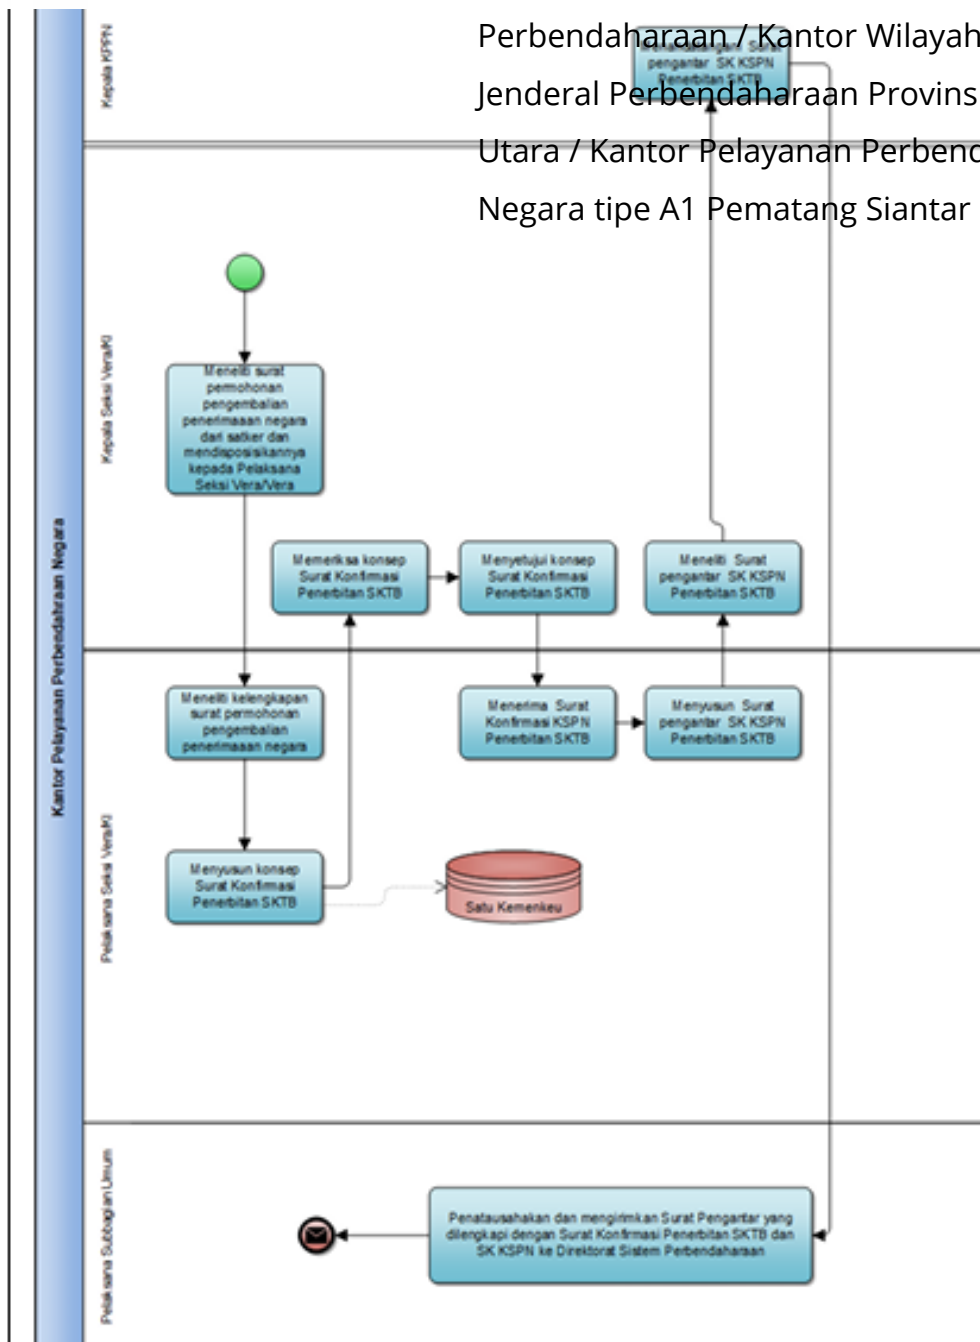 Perbendaharaan / Kantor Wilayah
Jenderal Perbendaharaan Provins
Utara / Kantor Pelayanan Perbend
Negara tipe A1 Pematang Siantar
Kantor Pelayanan Perbendahraan Negara
Kepala KPPN
pengantar SK KSPN
Penerbitan SKTB
Kepala Seksi Vera/KI
Meneliti surat
permohonan
pengembalian
penerimaaan negara
dari satker dan
mendisposisikannya
kepada Pelaksana
Seksi Vera/Vera
Memeriksa konsep
Surat Konfirmasi
Penerbitan SKTB
Menyetujui konsep
Surat Konfirmasi
Penerbitan SKTB
Meneliti Surat
pengantar SK KSPN
Penerbitan SKTB
Pelaksana Seksi Vera/KI
Meneliti kelengkapan
surat permohonan
pengembalian
penerimaaan negara
Menerima Surat
Konfirmasi KSPN
Penerbitan SKTB
Menyusun Surat
pengantar SK KSPN
Penerbitan SKTB
Menyusun konsep
Surat Konfirmasi
Penerbitan SKTB
Satu Kemenkeu
Pelaksana Subbagian Umum
Penatausahakan dan mengirimkan Surat Pengantar yang
dilengkapi dengan Surat Konfirmasi Penerbitan SKTB dan
SK KSPN ke Direktorat Sistem Perbendaharaan